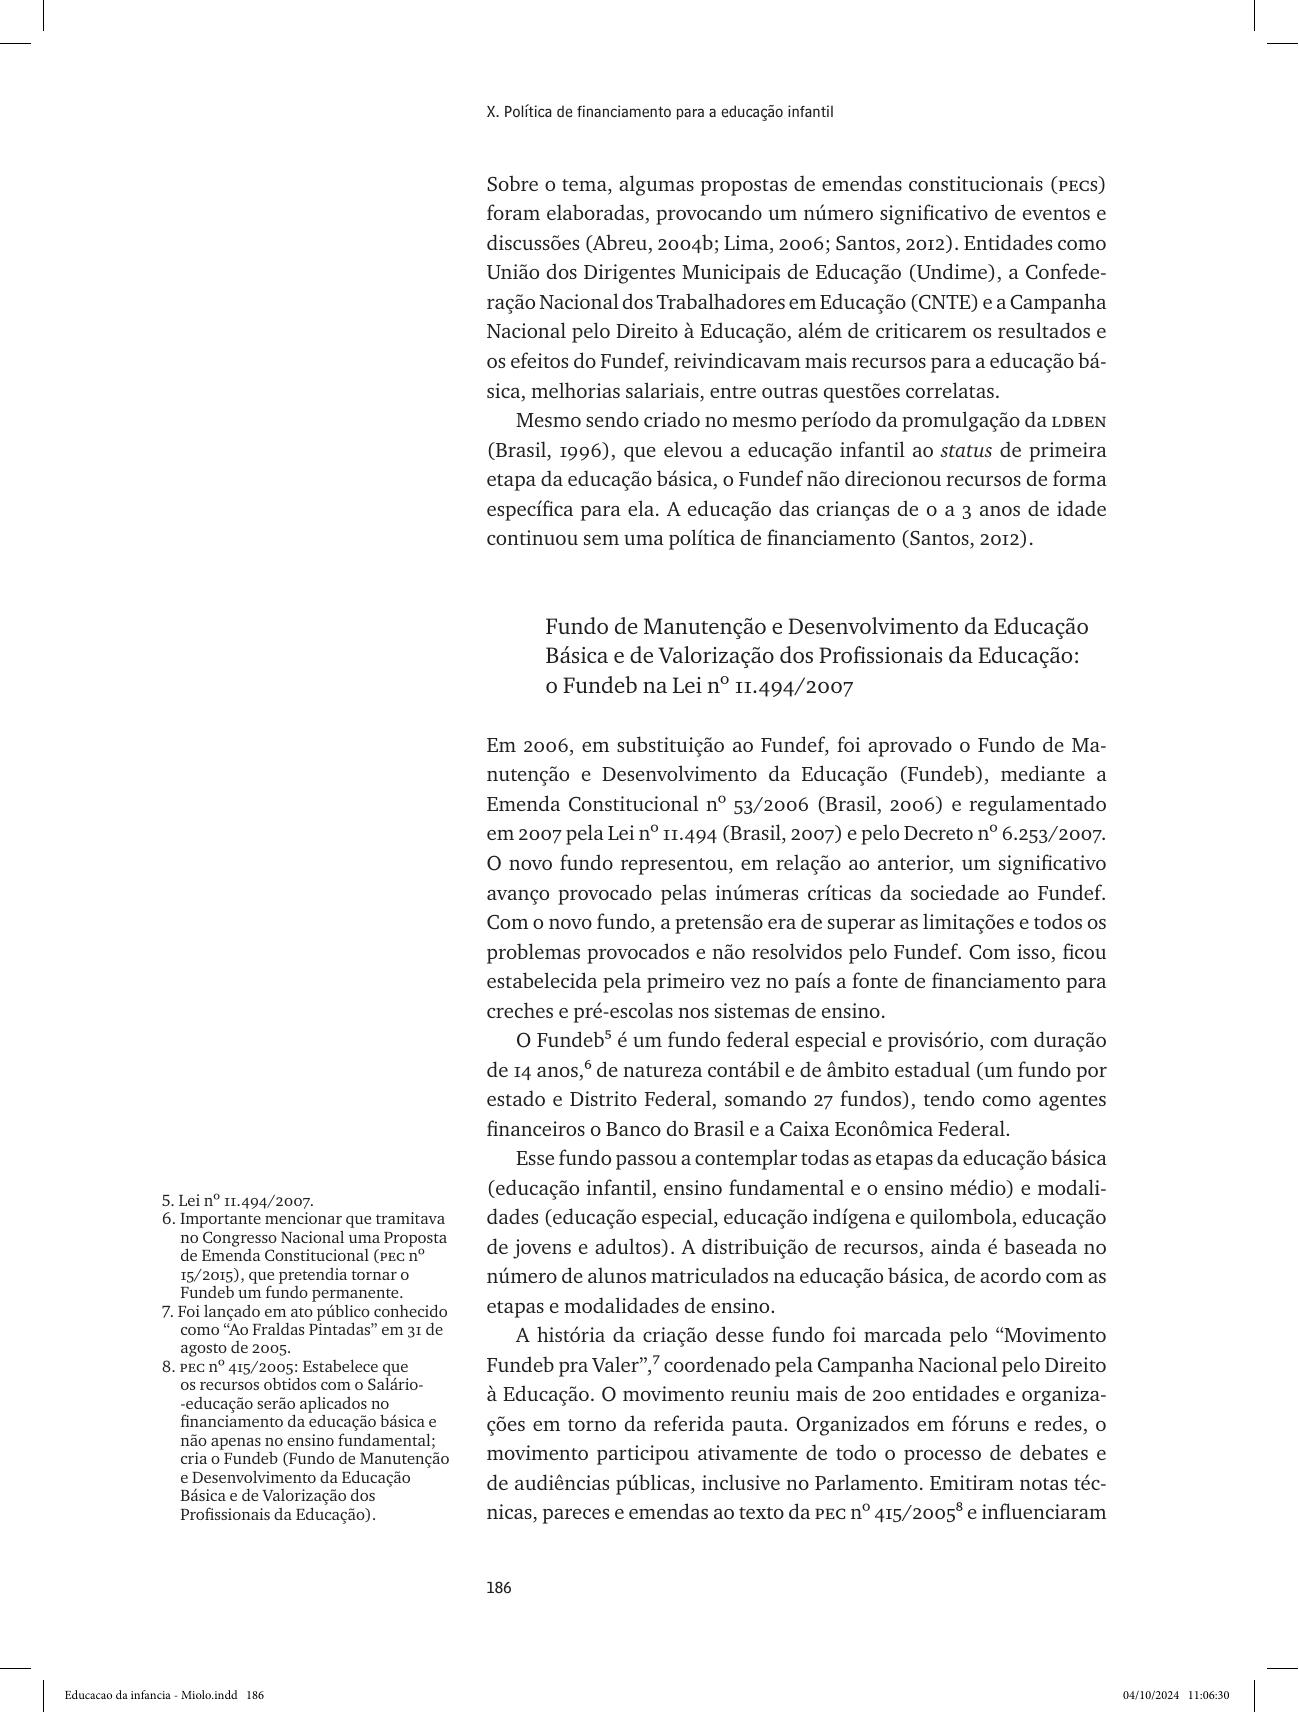 X. Política de financiamento para a educação infantil
Sobre o tema, algumas propostas de emendas constitucionais (PECs)
foram elaboradas, provocando um número significativo de eventos e
discussões (Abreu, 2004b; Lima, 2006; Santos, 2012). Entidades como
União dos Dirigentes Municipais de Educação (Undime), a Confede-
ração Nacional dos Trabalhadores em Educação (CNTE) e a Campanha
Nacional pelo Direito à Educação, além de criticarem os resultados e
os efeitos do Fundef, reivindicavam mais recursos para a educação bá-
sica, melhorias salariais, entre outras questões correlatas.
Mesmo sendo criado no mesmo período da promulgação da LDBEN
(Brasil, 1996), que elevou a educação infantil ao status de primeira
etapa da educação básica, o Fundef não direcionou recursos de forma
específica para ela. A educação das crianças de 0 a 3 anos de idade
continuou sem uma política de financiamento (Santos, 2012).
Fundo de Manutenção e Desenvolvimento da Educação
Básica e de Valorização dos Profissionais da Educação:
o Fundeb na Lei nº 11.494/2007
Em 2006, em substituição ao Fundef, foi aprovado o Fundo de Ma-
nutenção e Desenvolvimento da Educação (Fundeb), mediante a
Emenda Constitucional nº 53/2006 (Brasil, 2006) e regulamentado
em 2007 pela Lei nº 11.494 (Brasil, 2007) e pelo Decreto nº 6.253/2007.
O novo fundo representou, em relação ao anterior, um significativo
avanço provocado pelas inúmeras críticas da sociedade ao Fundef.
Com o novo fundo, a pretensão era de superar as limitações e todos os
problemas provocados e não resolvidos pelo Fundef. Com isso, ficou
estabelecida pela primeiro vez no país a fonte de financiamento para
creches e pré-escolas nos sistemas de ensino.
O Fundeb⁵ é um fundo federal especial e provisório, com duração
de 14 anos,⁶ de natureza contábil e de âmbito estadual (um fundo por
estado e Distrito Federal, somando 27 fundos), tendo como agentes
financeiros o Banco do Brasil e a Caixa Econômica Federal.
Esse fundo passou a contemplar todas as etapas da educação básica
(educação infantil, ensino fundamental e o ensino médio) e modali-
dades (educação especial, educação indígena e quilombola, educação
de jovens e adultos). A distribuição de recursos, ainda é baseada no
número de alunos matriculados na educação básica, de acordo com as
etapas e modalidades de ensino.
A história da criação desse fundo foi marcada pelo “Movimento
Fundeb pra Valer”,⁷ coordenado pela Campanha Nacional pelo Direito
à Educação. O movimento reuniu mais de 200 entidades e organiza-
ções em torno da referida pauta. Organizados em fóruns e redes, o
movimento participou ativamente de todo o processo de debates e
de audiências públicas, inclusive no Parlamento. Emitiram notas téc-
nicas, pareces e emendas ao texto da PEC nº 415/2005⁸ e influenciaram
5. Lei nº 11.494/2007.
6. Importante mencionar que tramitava
no Congresso Nacional uma Proposta
de Emenda Constitucional (PEC nº
15/2015), que pretendia tornar o
Fundeb um fundo permanente.
7. Foi lançado em ato público conhecido
como “Ao Fraldas Pintadas” em 31 de
agosto de 2005.
8. PEC nº 415/2005: Estabelece que
os recursos obtidos com o Salário-
-educação serão aplicados no
financiamento da educação básica e
não apenas no ensino fundamental;
cria o Fundeb (Fundo de Manutenção
e Desenvolvimento da Educação
Básica e de Valorização dos
Profissionais da Educação).
186
Educacao da infancia - Miolo.indd 186
04/10/2024 11:06:30